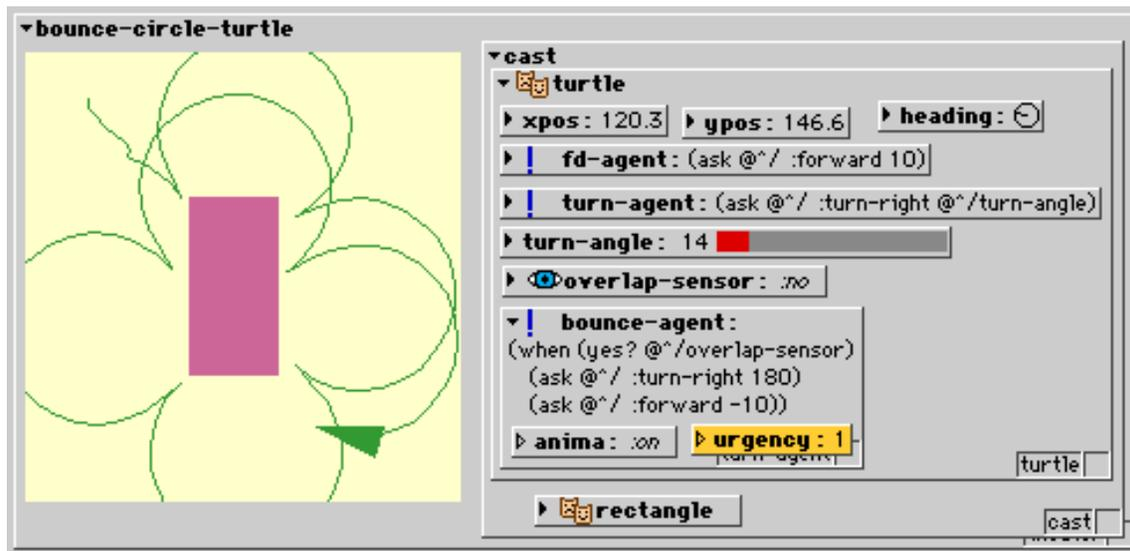 bounce-circle-turtle
cast
turtle
xpos: 120.3 ypos: 146.6 heading:
! fd-agent: (ask @^/ :forward 10)
! turn-agent: (ask @^/ :turn-right @^/turn-angle)
turn-angle: 14
overlap-sensor: :no
! bounce-agent:
(when (yes? @^/overlap-sensor)
(ask @^/ :turn-right 180)
(ask @^/ :forward -10))
anima: :on urgency: 1
turn-agent
turtle
rectangle
cast